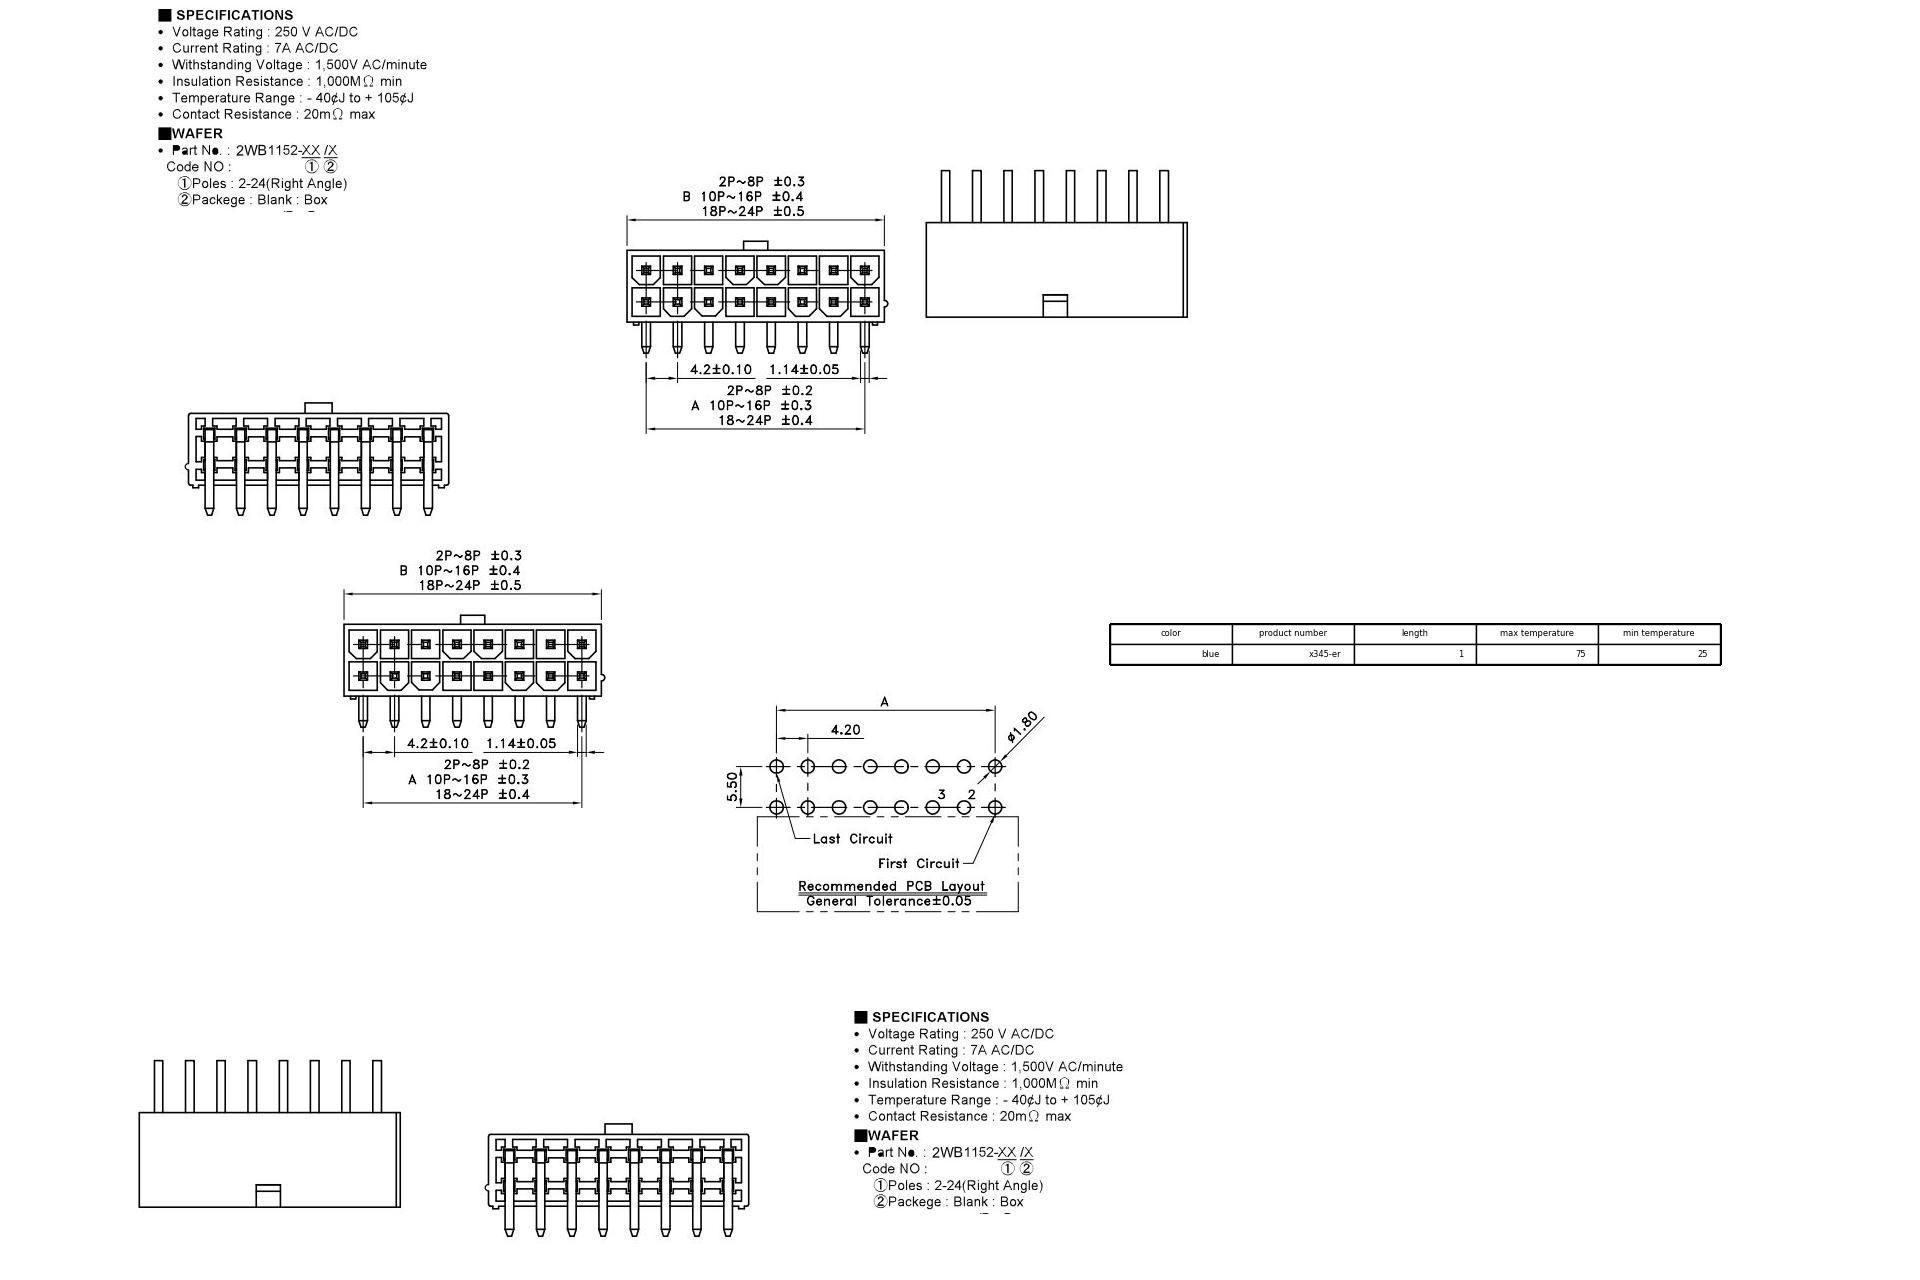 ■ SPECIFICATIONS
• Voltage Rating : 250 V AC/DC
• Current Rating : 7A AC/DC
• Withstanding Voltage : 1,500V AC/minute
• Insulation Resistance : 1,000MΩ min
• Temperature Range : - 40¢J to + 105¢J
• Contact Resistance : 20mΩ max
■WAFER
• Part No. : 2WB1152-XX /X
Code NO : ① ②
①Poles : 2-24(Right Angle)
②Packege : Blank : Box
2P~8P ±0.3
B 10P~16P ±0.4
18P~24P ±0.5
4.2±0.10 1.14±0.05
2P~8P ±0.2
A 10P~16P ±0.3
18~24P ±0.4
2P~8P ±0.3
B 10P~16P ±0.4
18P~24P ±0.5
4.2±0.10 1.14±0.05
2P~8P ±0.2
A 10P~16P ±0.3
18~24P ±0.4
color product number length max temperature min temperature
blue x345-er 1 75 25
A
4.20
ø1.80
5.50
3 2
Last Circuit
First Circuit
Recommended PCB Layout
General Tolerance±0.05
■ SPECIFICATIONS
• Voltage Rating : 250 V AC/DC
• Current Rating : 7A AC/DC
• Withstanding Voltage : 1,500V AC/minute
• Insulation Resistance : 1,000MΩ min
• Temperature Range : - 40¢J to + 105¢J
• Contact Resistance : 20mΩ max
■WAFER
• Part No. : 2WB1152-XX /X
Code NO : ① ②
①Poles : 2-24(Right Angle)
②Packege : Blank : Box